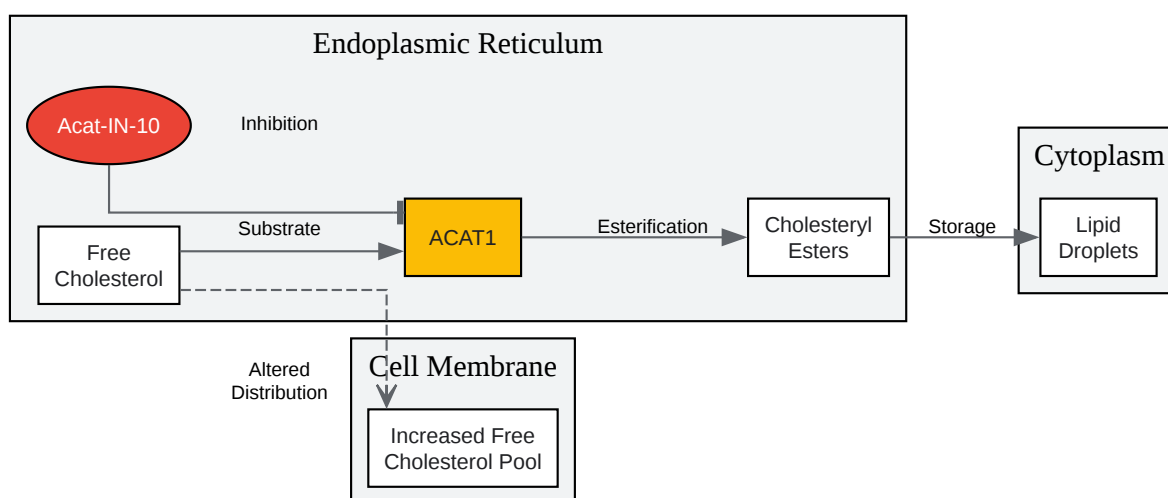 Endoplasmic Reticulum
Acat-IN-10
Inhibition
Cytoplasm
Free
Cholesterol
Substrate
ACAT1
Esterification
Cholesteryl
Esters
Storage
Lipid
Droplets
Altered
Distribution
Cell Membrane
Increased Free
Cholesterol Pool